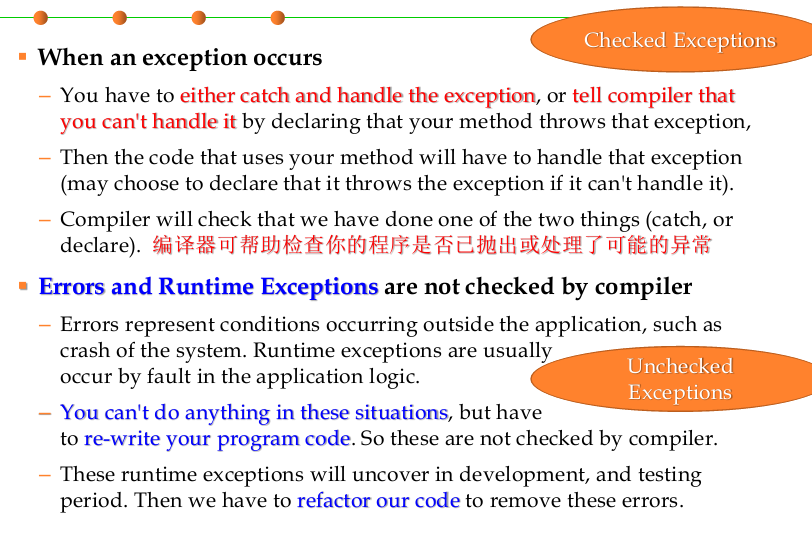 Checked Exceptions
When an exception occurs
– You have to either catch and handle the exception, or tell compiler that
you can't handle it by declaring that your method throws that exception,
– Then the code that uses your method will have to handle that exception
(may choose to declare that it throws the exception if it can't handle it).
– Compiler will check that we have done one of the two things (catch, or
declare). 编译器可帮助检查你的程序是否已抛出或处理了可能的异常
Errors and Runtime Exceptions are not checked by compiler
– Errors represent conditions occurring outside the application, such as
crash of the system. Runtime exceptions are usually
occur by fault in the application logic.
Unchecked
Exceptions
– You can't do anything in these situations, but have
to re-write your program code. So these are not checked by compiler.
– These runtime exceptions will uncover in development, and testing
period. Then we have to refactor our code to remove these errors.